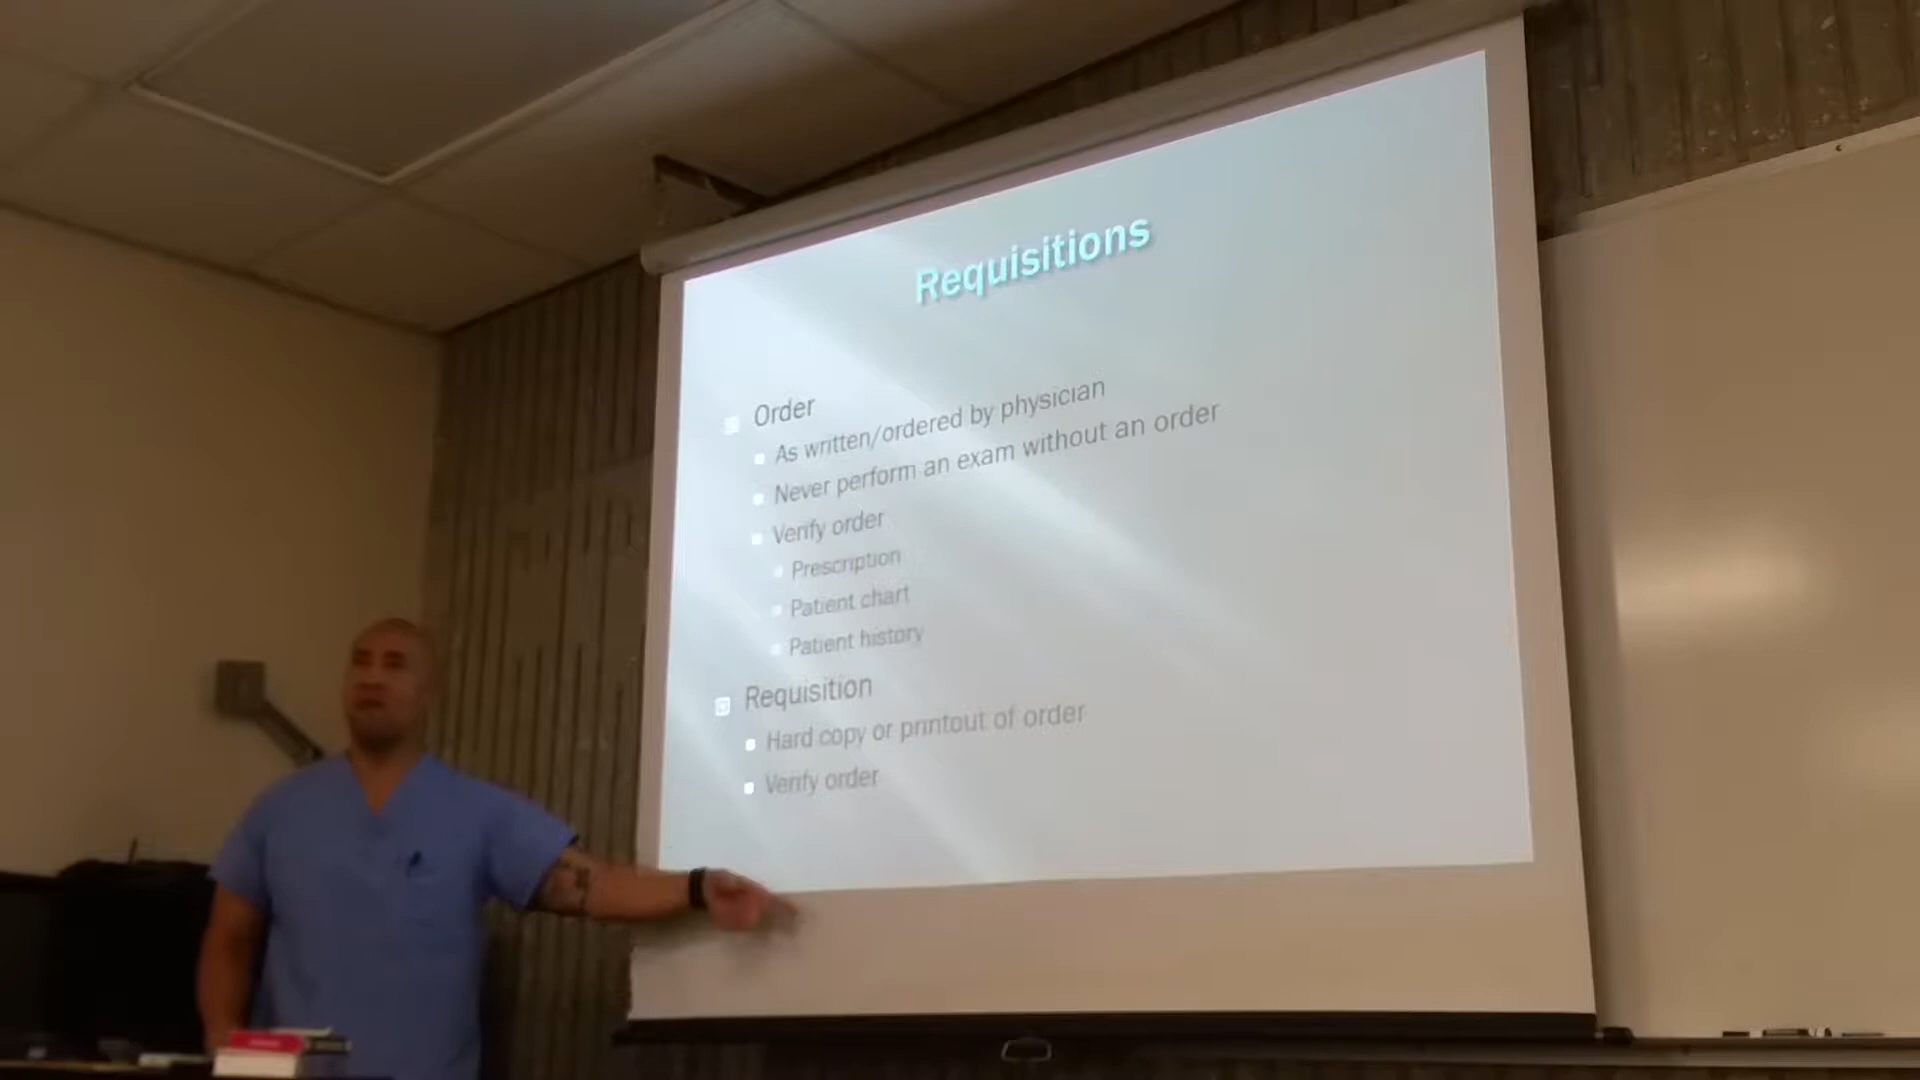 Requisitions
Order
As written/ordered by physician
Never perform an exam without an order
Verify order
Prescription
Patient chart
Patient history
Requisition
Hard copy or printout of order
Verify order